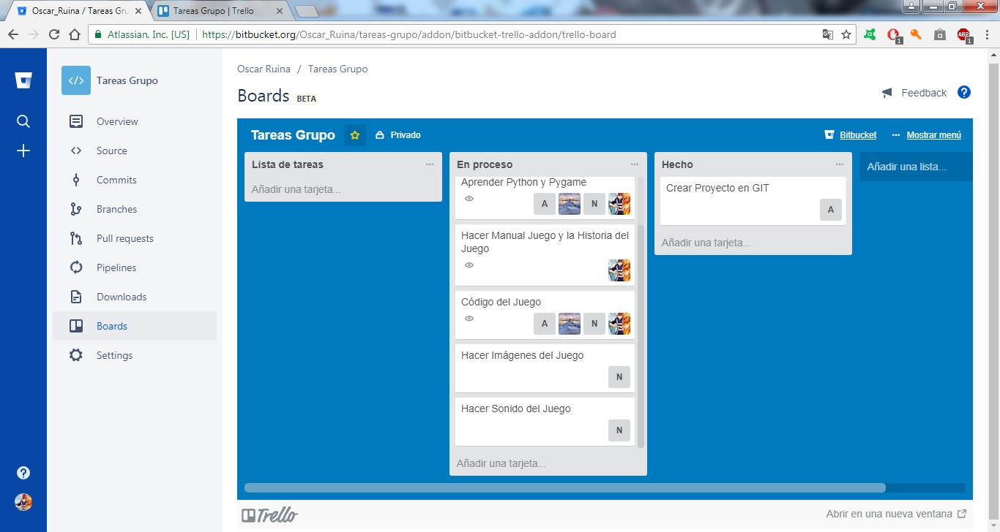 Oscar_Ruina / Tareas Gru
Tareas Grupo | Trello
Atlassian, Inc. [US]
https://bitbucket.org/Oscar_Ruina/tareas-grupo/addon/bitbucket-trello-addon/trello-board
1
ABP
1
Tareas Grupo
Overview
Source
Commits
Branches
Pull requests
Pipelines
Downloads
Boards
Settings
Oscar Ruina / Tareas Grupo
Boards BETA
Feedback
Tareas Grupo
Privado
Bitbucket
Mostrar menú
Lista de tareas
Añadir una tarjeta...
En proceso
Aprender Python y Pygame
A N
Hacer Manual Juego y la Historia del
Juego
Código del Juego
A N
Hacer Imágenes del Juego
N
Hacer Sonido del Juego
N
Añadir una tarjeta...
Hecho
Crear Proyecto en GIT
A
Añadir una tarjeta...
Añadir una lista...
Trello
Abrir en una nueva ventana